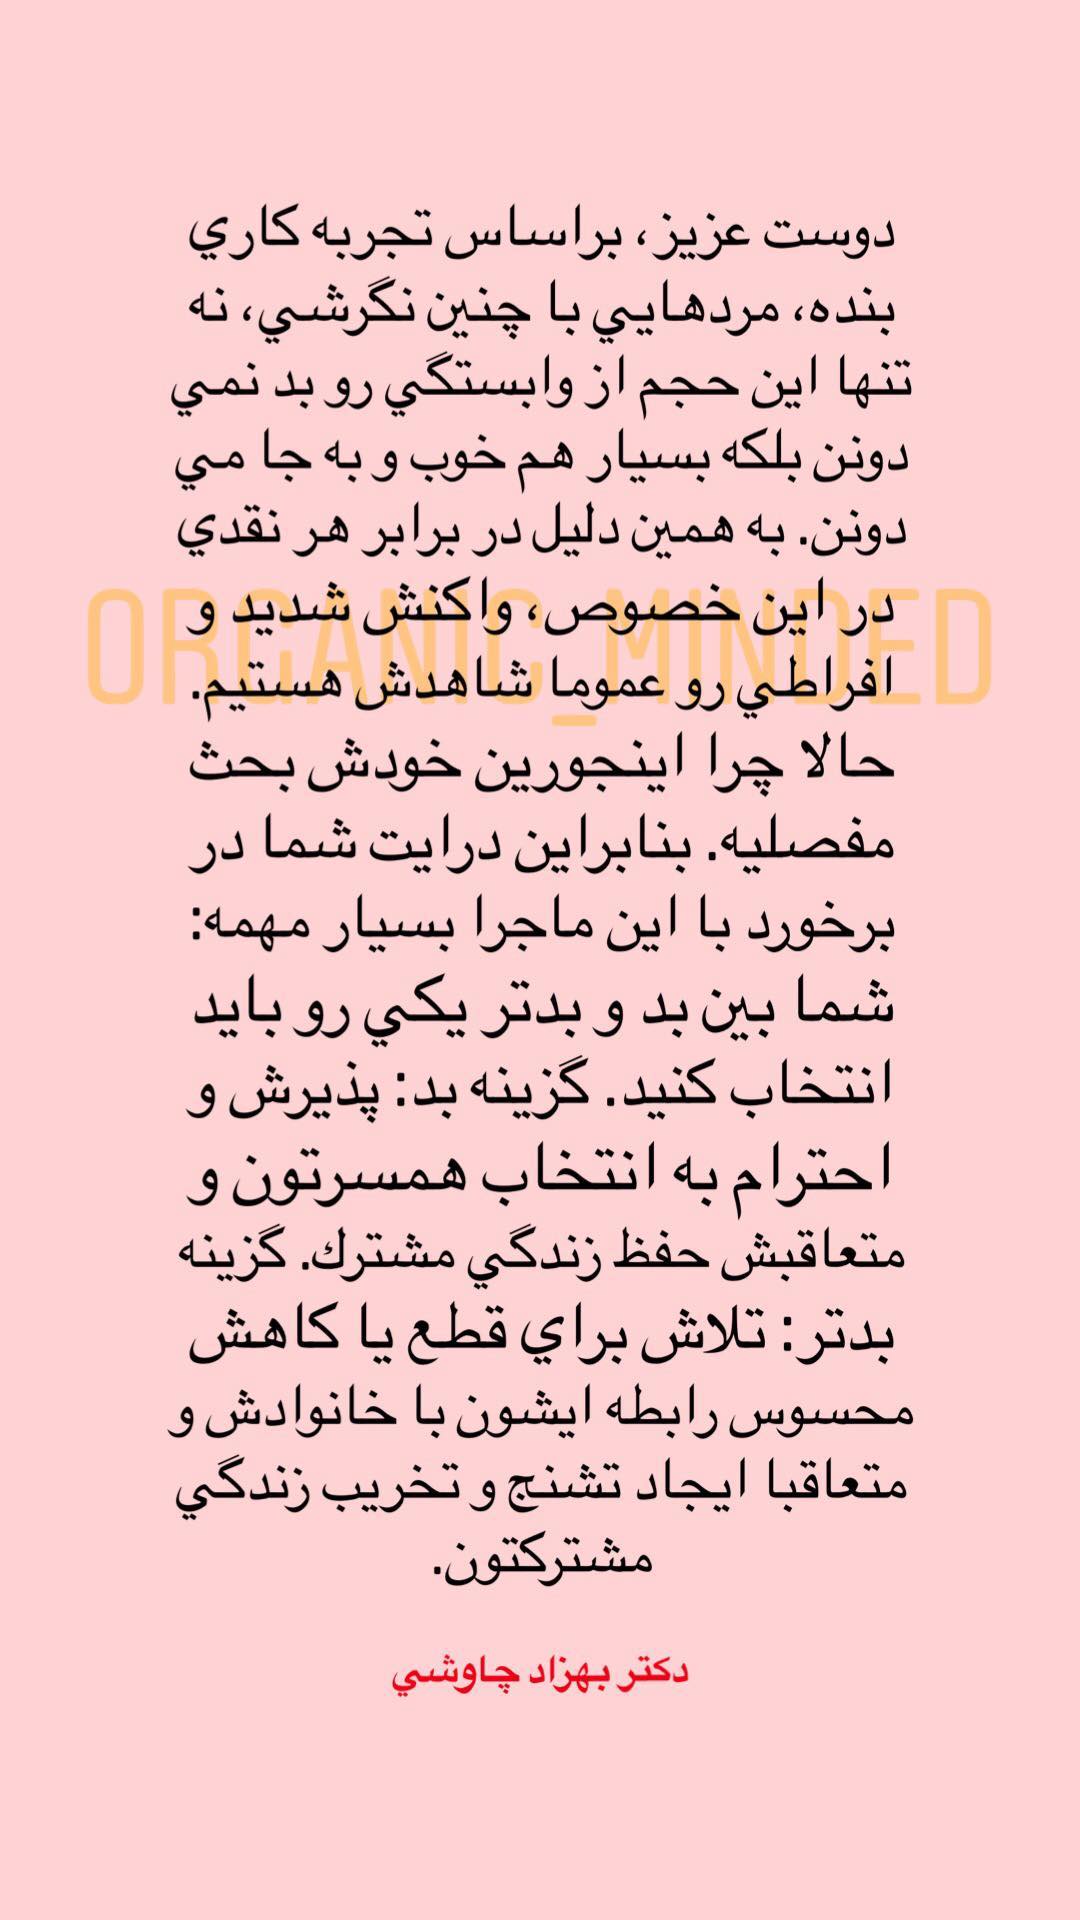 دوست عزيز، براساس تجربه كاري
بنده، مردهايي با چنين نگرشي، نه
تنها اين حجم از وابستگي رو بد نمي
دونن بلكه بسيار هم خوب و به جا مي
دونن. به همين دليل در برابر هر نقدي
در اين خصوص، واكنش شديد و
ORGANIC_MINDED
افراطي رو عموما شاهدش هستيم.
حالا چرا اينجورين خودش بحث
مفصليه. بنابراين درايت شما در
برخورد با اين ماجرا بسيار مهمه:
شما بين بد و بدتر يكي رو بايد
انتخاب كنيد. گزينه بد: پذيرش و
احترام به انتخاب همسرتون و
متعاقبش حفظ زندگي مشترك. گزينه
بدتر: تلاش براي قطع يا كاهش
محسوس رابطه ايشون با خانوادش و
متعاقبا ايجاد تشنج و تخريب زندگي
مشتركتون.
دكتر بهزاد چاوشي